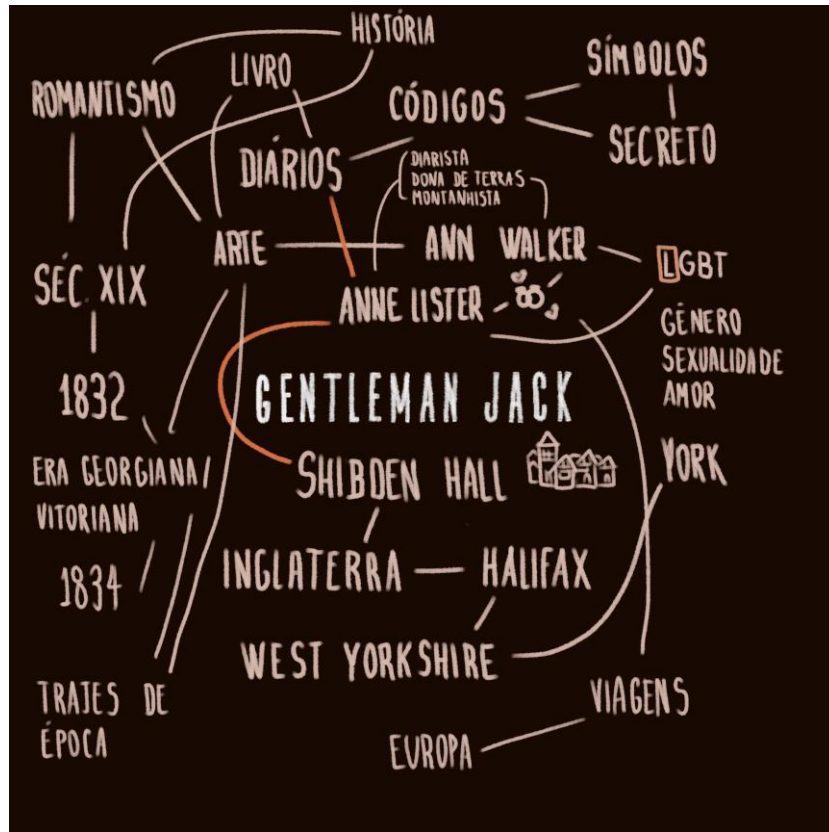 HISTÓRIA
LIVRO
ROMANTISMO
SÍMBOLOS
CÓDIGOS
SECRETO
DIÁRIOS
DIARISTA
DONA DE TERRAS
MONTANHISTA
ARTE
ANN WALKER
LGBT
SÉC. XIX
ANNE LISTER
GÊNERO
SEXUALIDADE
AMOR
1832
GENTLEMAN JACK
ERA GEORGIANA/
VITORIANA
SHIBDEN HALL
YORK
1834
INGLATERRA
HALIFAX
WEST YORKSHIRE
TRAJES DE
ÉPOCA
VIAGENS
EUROPA